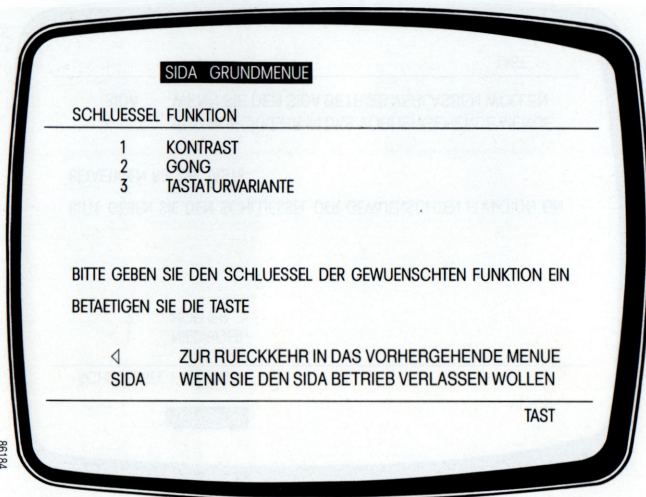 SIDA GRUNDMENUE
SCHLUESSEL FUNKTION
1 KONTRAST
2 GONG
3 TASTATURVARIANTE
BITTE GEBEN SIE DEN SCHLUESSEL DER GEWUENSCHTEN FUNKTION EIN
BETAETIGEN SIE DIE TASTE
◁ ZUR RUECKKEHR IN DAS VORHERGEHENDE MENUE
SIDA WENN SIE DEN SIDA BETRIEB VERLASSEN WOLLEN
TAST
86184